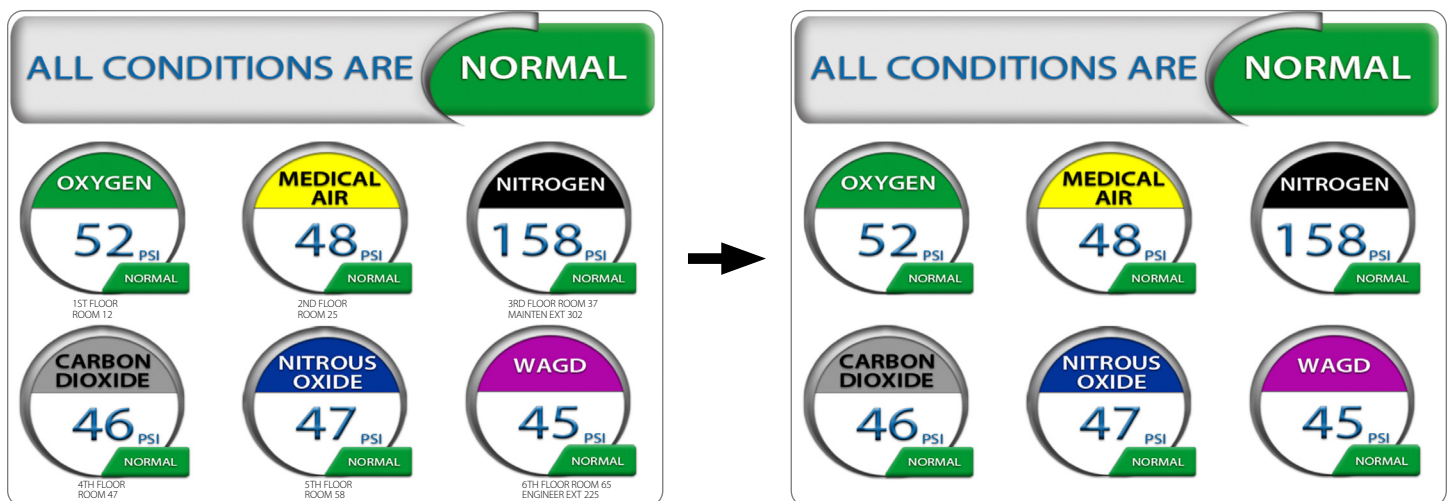 ALL CONDITIONS ARE NORMAL
OXYGEN
52 PSI
NORMAL
1ST FLOOR
ROOM 12
MEDICAL
AIR
48 PSI
NORMAL
2ND FLOOR
ROOM 25
NITROGEN
158 PSI
NORMAL
3RD FLOOR ROOM 37
MAINTEN EXT 302
CARBON
DIOXIDE
46 PSI
NORMAL
4TH FLOOR
ROOM 47
NITROUS
OXIDE
47 PSI
NORMAL
5TH FLOOR
ROOM 58
WAGD
45 PSI
NORMAL
6TH FLOOR ROOM 65
ENGINEER EXT 225
ALL CONDITIONS ARE NORMAL
OXYGEN
52 PSI
NORMAL
MEDICAL
AIR
48 PSI
NORMAL
NITROGEN
158 PSI
NORMAL
CARBON
DIOXIDE
46 PSI
NORMAL
NITROUS
OXIDE
47 PSI
NORMAL
WAGD
45 PSI
NORMAL